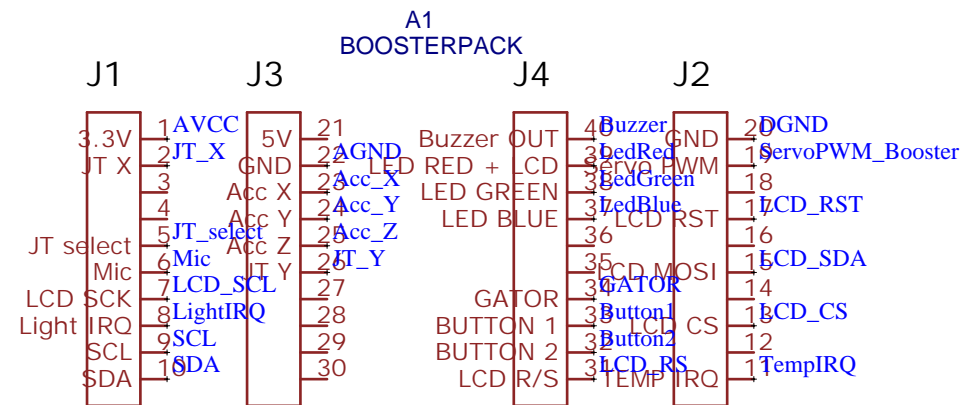 A1
BOOSTERPACK
J1 J3 J4 J2
3.3V 1 AVCC 5V 21 Buzzer OUT 40 Buzzer GND 20 DGND
JT X 2 JT_X GND 22 AGND LED RED + LCD 39 LedRed Servo PWM 19 ServoPWM_Booster
3 Acc X 23 Acc_X LED GREEN 38 LedGreen 18
4 Acc Y 24 Acc_Y LED BLUE 37 LedBlue LCD RST 17 LCD_RST
JT select 5 JT_select Acc Z 25 Acc_Z 36 16
Mic 6 Mic JT Y 26 JT_Y 35 LCD MOSI 15 LCD_SDA
LCD SCK 7 LCD_SCL 27 GATOR 34 GATOR 14
Light IRQ 8 LightIRQ 28 BUTTON 1 33 Button1 LCD CS 13 LCD_CS
SCL 9 SCL 29 BUTTON 2 32 Button2 12
SDA 10 SDA 30 LCD R/S 31 LCD_RS TEMP IRQ 11 TempIRQ